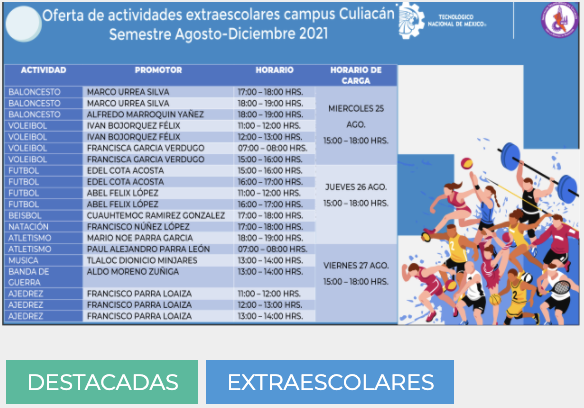 Oferta de actividades extraescolares campus Culiacán
Semestre Agosto-Diciembre 2021
TECNOLÓGICO
NACIONAL DE MÉXICO
ACTIVIDAD PROMOTOR HORARIO HORARIO DE CARGA
BALONCESTO MARCO URREA SILVA 17:00 - 18:00 HRS.
BALONCESTO MARCO URREA SILVA 18:00 - 19:00 HRS.
BALONCESTO ALFREDO MARROQUIN YAÑEZ 18:00 - 19:00 HRS.
VOLEIBOL IVAN BOJORQUEZ FÉLIX 11:00 - 12:00 HRS.
VOLEIBOL IVAN BOJORQUEZ FÉLIX 12:00 - 13:00 HRS.
VOLEIBOL FRANCISCA GARCIA VERDUGO 07:00 - 08:00 HRS.
VOLEIBOL FRANCISCA GARCIA VERDUGO 15:00 - 16:00 HRS.
MIERCOLES 25
AGO.
15:00 - 18:00 HRS.
FUTBOL EDEL COTA ACOSTA 15:00 - 16:00 HRS.
FUTBOL EDEL COTA ACOSTA 16:00 - 17:00 HRS.
FUTBOL ABEL FELIX LÓPEZ 11:00 - 12:00 HRS.
FUTBOL ABEL FELIX LÓPEZ 16:00 - 17:00 HRS.
BEISBOL CUAUHTEMOC RAMIREZ GONZALEZ 17:00 - 18:00 HRS.
JUEVES 26 AGO.
15:00 - 18:00 HRS.
NATACIÓN FRANCISCO NÚÑEZ LÓPEZ 17:00 - 18:00 HRS.
ATLETISMO MARIO NOE PARRA GARCIA 18:00 - 19:00 HRS.
ATLETISMO PAUL ALEJANDRO PARRA LEÓN 07:00 - 08:00 HRS.
MUSICA TLALOC DIONICIO MINJARES 13:00 - 14:00 HRS.
BANDA DE GUERRA ALDO MORENO ZUÑIGA 13:00 - 14:00 HRS.
AJEDREZ FRANCISCO PARRA LOAIZA 11:00 - 12:00 HRS.
AJEDREZ FRANCISCO PARRA LOAIZA 12:00 - 13:00 HRS.
AJEDREZ FRANCISCO PARRA LOAIZA 13:00 - 14:00 HRS.
VIERNES 27 AGO.
15:00 - 18:00 HRS.
DESTACADAS EXTRAESCOLARES